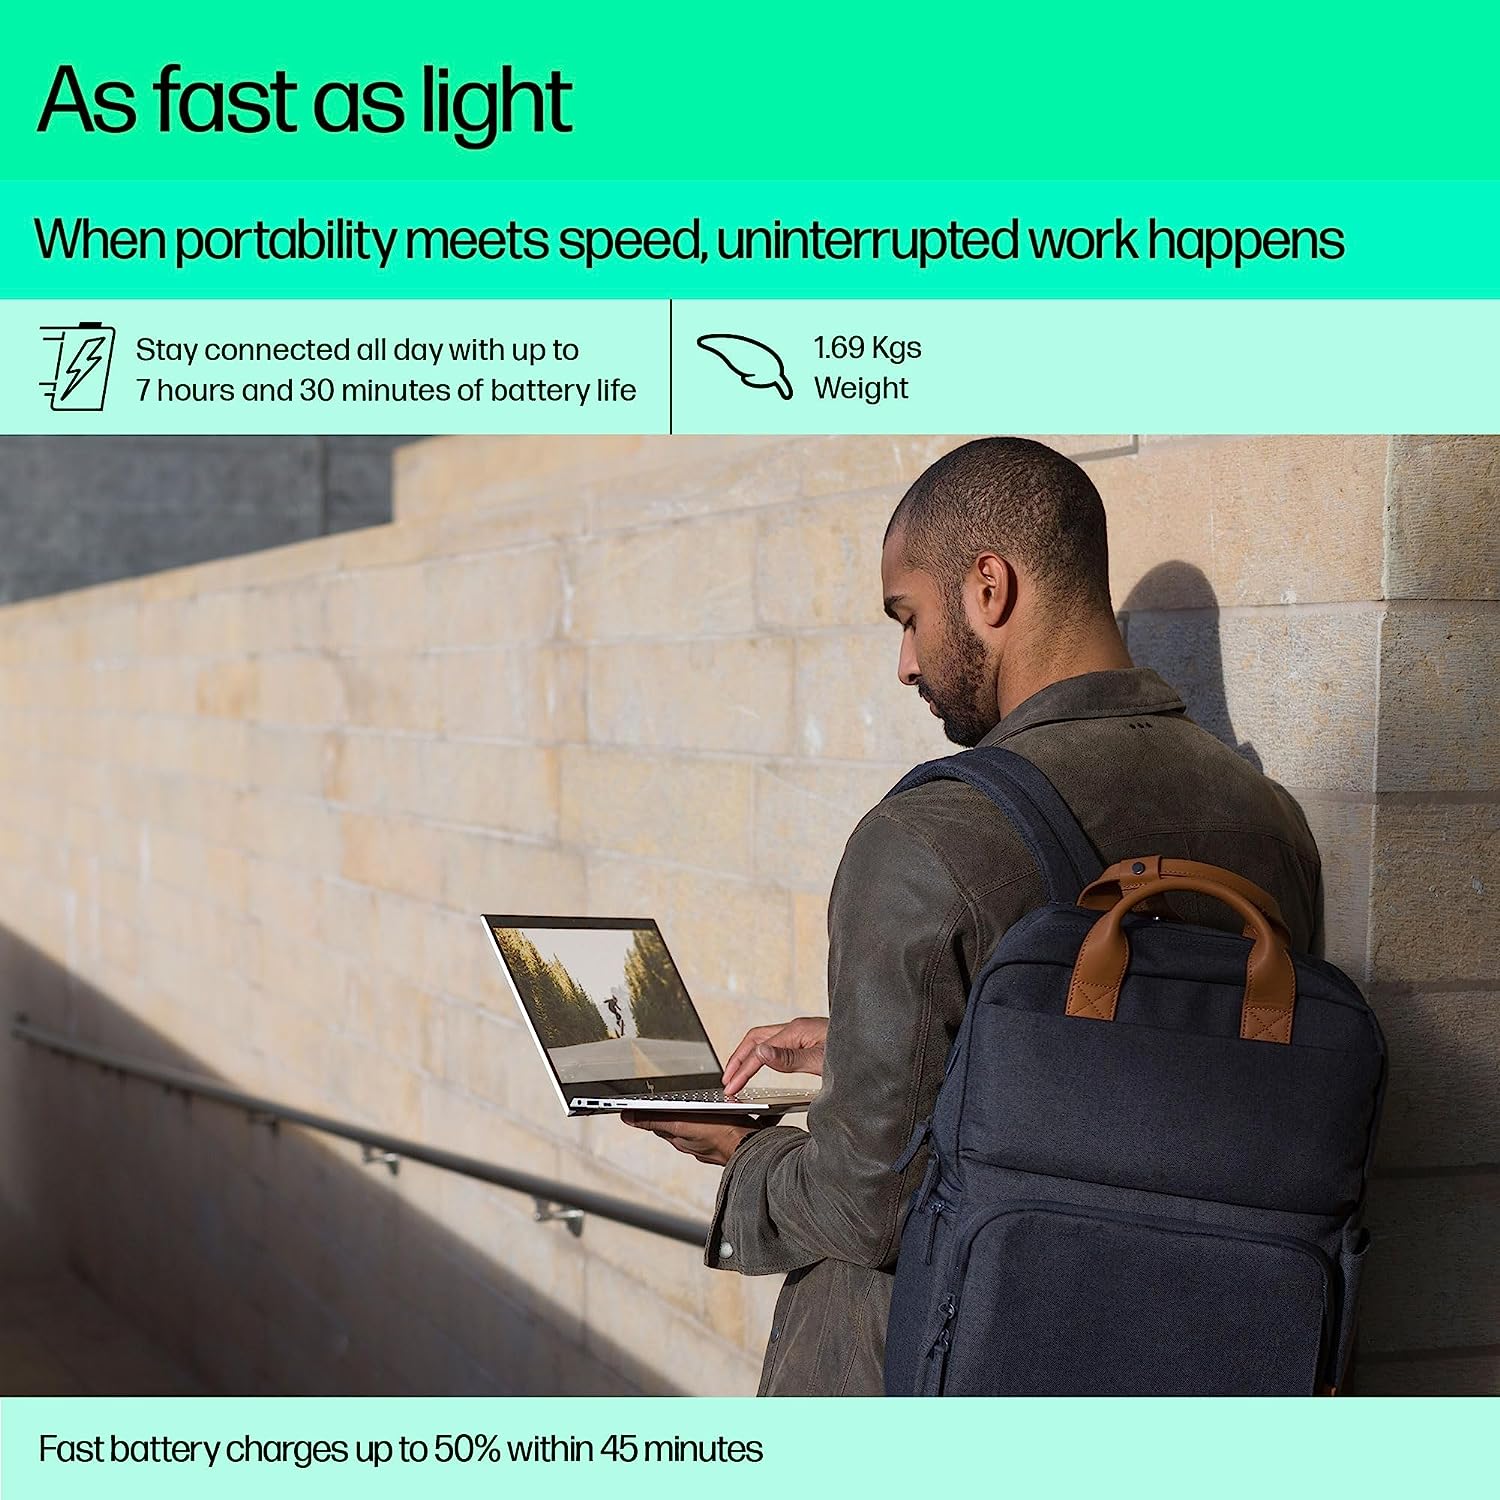 As fast as light
When portability meets speed, uninterrupted work happens
Stay connected all day with up to
7 hours and 30 minutes of battery life
1.69 Kgs
Weight
hp
Fast battery charges up to 50% within 45 minutes